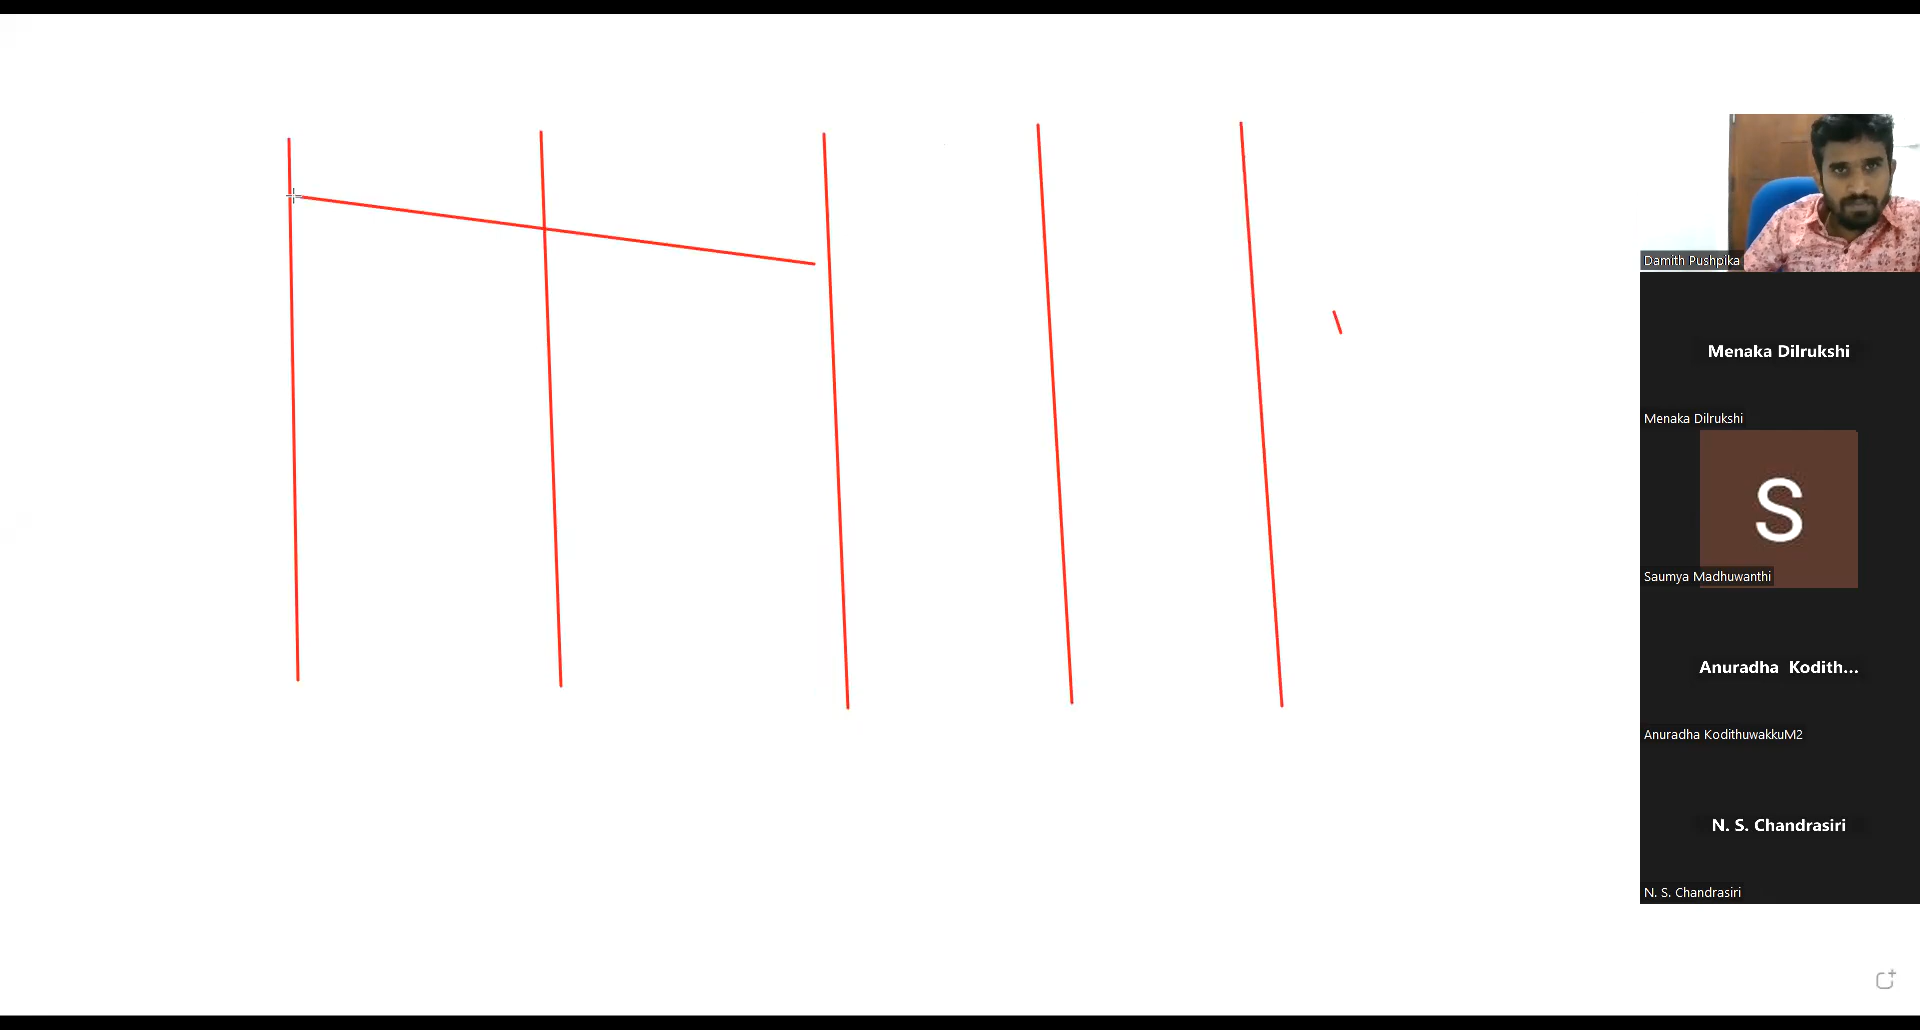 Damith Pushpika
Menaka Dilrukshi
Menaka Dilrukshi
S
Saumya Madhuwanthi
Anuradha Kodith...
Anuradha KodithuwakkuM2
N. S. Chandrasiri
N. S. Chandrasiri